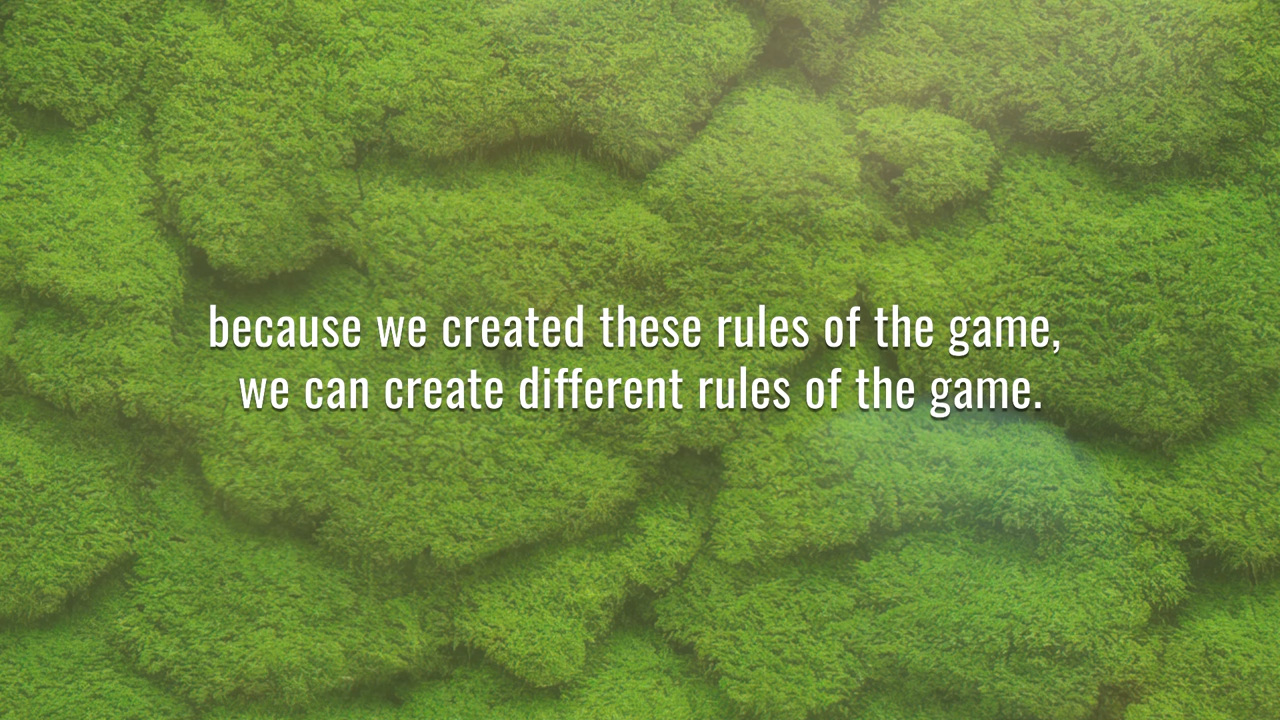 because we created these rules of the game,
we can create different rules of the game.